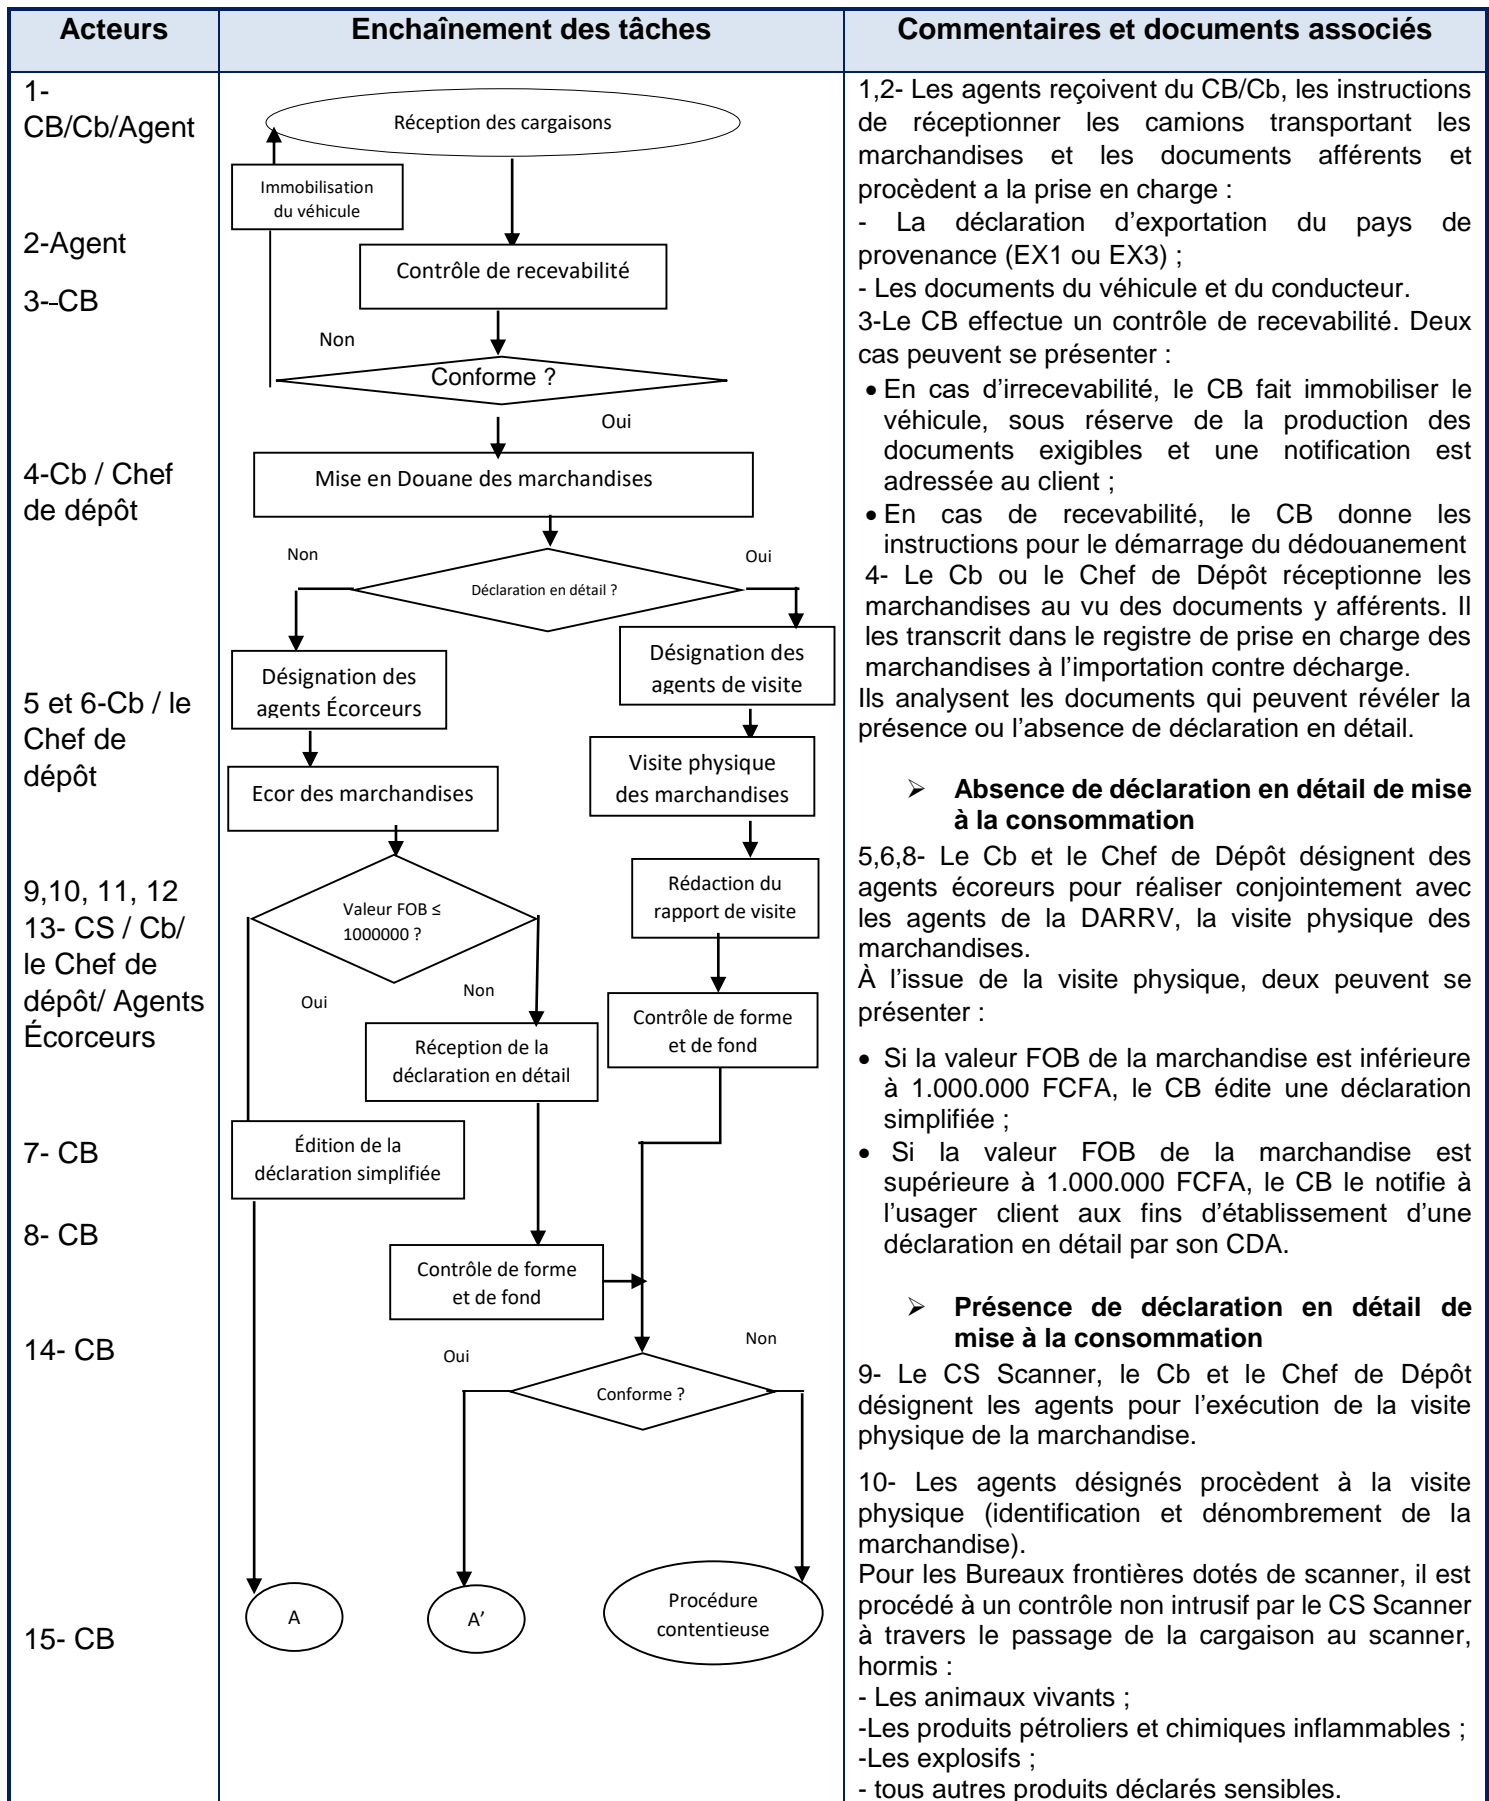 Acteurs
Enchaînement des tâches
Commentaires et documents associés
1-
CB/Cb/Agent
2-Agent
3--CB
4-Cb / Chef
de dépôt
5 et 6-Cb / le
Chef de
dépôt
9,10, 11, 12
13- CS / Cb/
le Chef de
dépôt/ Agents
Écorceurs
7- CB
8- CB
14- CB
15- CB
Réception des cargaisons
Immobilisation
du véhicule
Contrôle de recevabilité
Non
Conforme ?
Oui
Mise en Douane des marchandises
Non
Oui
Déclaration en détail ?
Désignation des
agents Écorceurs
Désignation des
agents de visite
Ecor des marchandises
Visite physique
des marchandises
Valeur FOB ≤
1000000 ?
Rédaction du
rapport de visite
Oui
Non
Réception de la
déclaration en détail
Contrôle de forme
et de fond
Édition de la
déclaration simplifiée
Contrôle de forme
et de fond
Oui
Non
Conforme ?
A
A’
Procédure
contentieuse
1,2- Les agents reçoivent du CB/Cb, les instructions
de réceptionner les camions transportant les
marchandises et les documents afférents et
procèdent a la prise en charge :
- La déclaration d’exportation du pays de
provenance (EX1 ou EX3) ;
- Les documents du véhicule et du conducteur.
3-Le CB effectue un contrôle de recevabilité. Deux
cas peuvent se présenter :
• En cas d’irrecevabilité, le CB fait immobiliser le
véhicule, sous réserve de la production des
documents exigibles et une notification est
adressée au client ;
• En cas de recevabilité, le CB donne les
instructions pour le démarrage du dédouanement
4- Le Cb ou le Chef de Dépôt réceptionne les
marchandises au vu des documents y afférents. Il
les transcrit dans le registre de prise en charge des
marchandises à l’importation contre décharge.
Ils analysent les documents qui peuvent révéler la
présence ou l’absence de déclaration en détail.
➢ Absence de déclaration en détail de mise
à la consommation
5,6,8- Le Cb et le Chef de Dépôt désignent des
agents écoreurs pour réaliser conjointement avec
les agents de la DARRV, la visite physique des
marchandises.
À l’issue de la visite physique, deux peuvent se
présenter :
• Si la valeur FOB de la marchandise est inférieure
à 1.000.000 FCFA, le CB édite une déclaration
simplifiée ;
• Si la valeur FOB de la marchandise est
supérieure à 1.000.000 FCFA, le CB le notifie à
l’usager client aux fins d’établissement d’une
déclaration en détail par son CDA.
➢ Présence de déclaration en détail de
mise à la consommation
9- Le CS Scanner, le Cb et le Chef de Dépôt
désignent les agents pour l’exécution de la visite
physique de la marchandise.
10- Les agents désignés procèdent à la visite
physique (identification et dénombrement de la
marchandise).
Pour les Bureaux frontières dotés de scanner, il est
procédé à un contrôle non intrusif par le CS Scanner
à travers le passage de la cargaison au scanner,
hormis :
- Les animaux vivants ;
-Les produits pétroliers et chimiques inflammables ;
-Les explosifs ;
- tous autres produits déclarés sensibles.